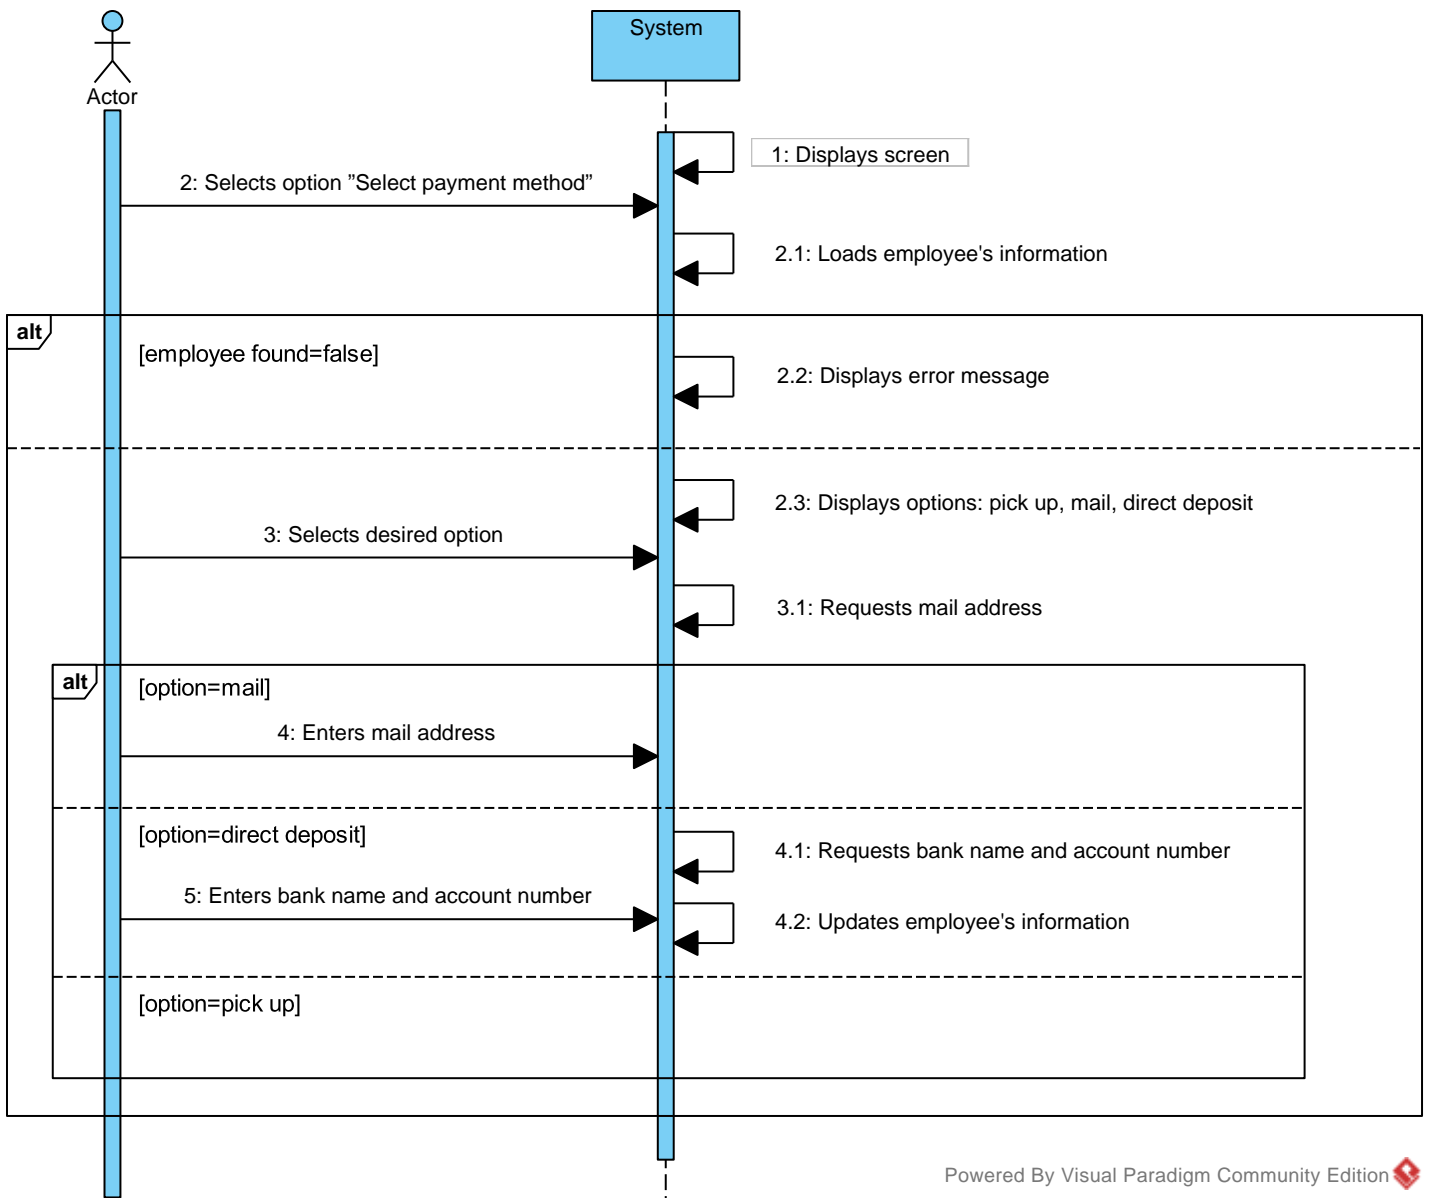 System
Actor
1: Displays screen
2: Selects option ”Select payment method”
2.1: Loads employee's information
alt
[employee found=false]
2.2: Displays error message
2.3: Displays options: pick up, mail, direct deposit
3: Selects desired option
3.1: Requests mail address
alt
[option=mail]
4: Enters mail address
[option=direct deposit]
4.1: Requests bank name and account number
5: Enters bank name and account number
4.2: Updates employee's information
[option=pick up]
Powered By Visual Paradigm Community Edition